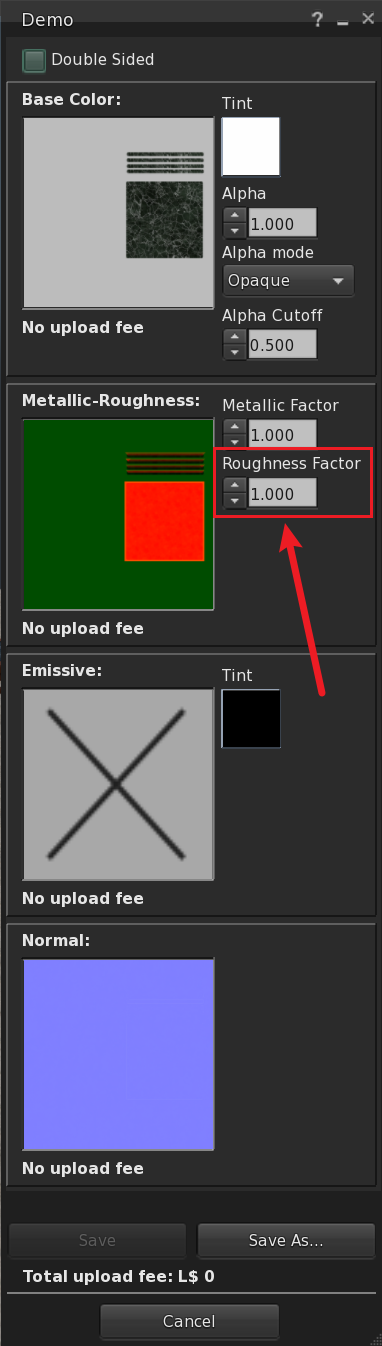 Demo
Double Sided
Base Color:
Tint
Alpha
1.000
Alpha mode
Opaque
No upload fee
Alpha Cutoff
0.500
Metallic-Roughness:
Metallic Factor
1.000
Roughness Factor
1.000
No upload fee
Emissive:
Tint
No upload fee
Normal:
No upload fee
Save
Save As...
Total upload fee: L$ 0
Cancel